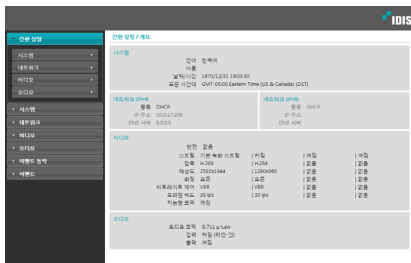 IDIS
간편 설정
간편 설정 / 개요
시스템
네트워크
비디오
오디오
시스템
네트워크
비디오
오디오
이벤트 동작
이벤트
시스템
언어 한국어
이름
날짜/시간 1970/12/31 19:03:30
표준 시간대 GMT-05:00 Eastern Time (US & Canada) (DST)
네트워크 (IPv4) 네트워크 (IPv6)
종류 DHCP 종류 DHCP
IP 주소 10.0.17.206 IP 주소
DNS 서버 0.0.0.0 DNS 서버
비디오
반전 없음
스트림 기본 녹화 스트림 | 켜짐 | 꺼짐 | 꺼짐
압축 H.264 | H.264 | 없음 | 없음
해상도 2592x1944 | 1280x960 | 없음 | 없음
화질 표준 | 표준 | 없음 | 없음
비트레이트 제어 VBR | VBR | 없음 | 없음
프레임 속도 30 ips | 30 ips | 없음 | 없음
지능형 코덱 꺼짐
오디오
오디오 코덱 G.711 μ-Law
입력 켜짐 (라인-인)
출력 꺼짐